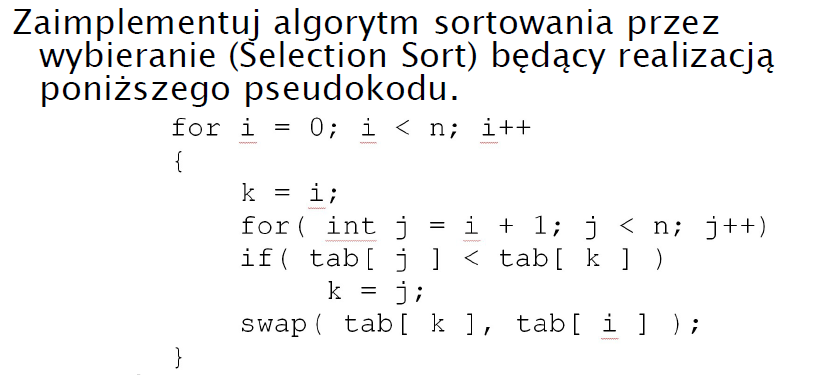 Zaimplementuj algorytm sortowania przez
wybieranie (Selection Sort) będący realizacją
poniższego pseudokodu.
for i = 0; i < n; i++
{
k = i;
for( int j = i + 1; j < n; j++)
if( tab[ j ] < tab[ k ] )
k = j;
swap( tab[ k ], tab[ i ] );
}